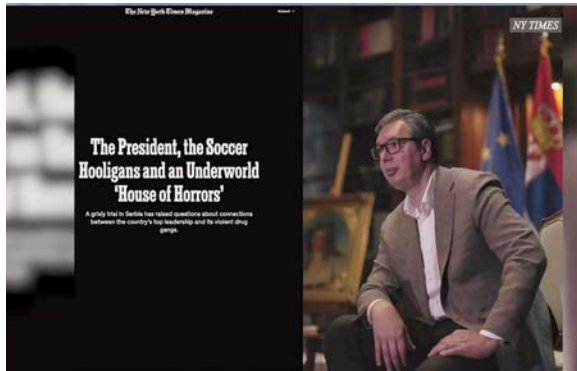 The New York Times Magazine
NY TIMES
The President, the Soccer
Hooligans and an Underworld
‘House of Horrors’
A grisly trial in Serbia has raised questions about connections
between the country's top leadership and its violent drug
gangs.